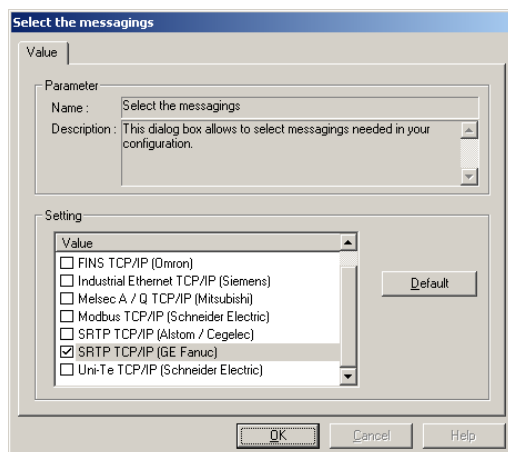 Select the messagings
Value
Parameter
Name : Select the messagings
Description : This dialog box allows to select messagings needed in your
configuration.
Setting
Value
FINS TCP/IP (Omron)
Industrial Ethernet TCP/IP (Siemens)
Melsec A / Q TCP/IP (Mitsubishi)
Modbus TCP/IP (Schneider Electric)
SRTP TCP/IP (Alstom / Cegelec)
SRTP TCP/IP (GE Fanuc)
Uni-Te TCP/IP (Schneider Electric)
Default
OK Cancel Help